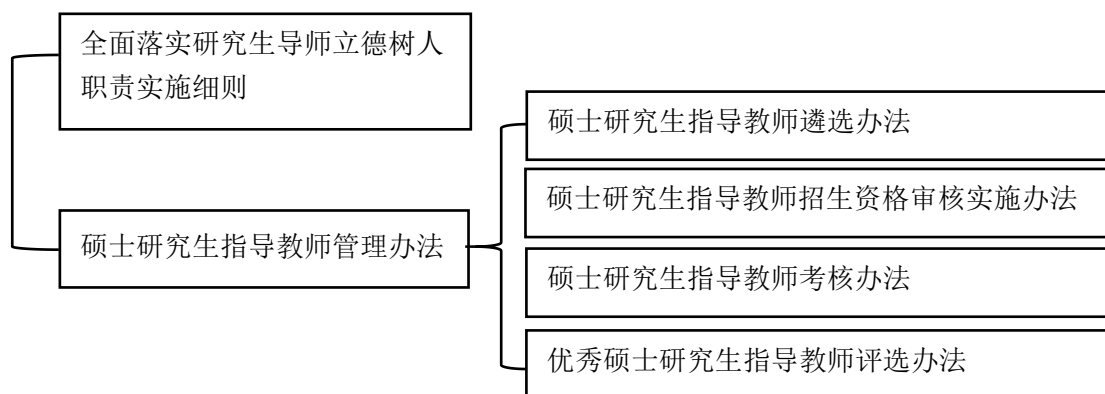 全面落实研究生导师立德树人
职责实施细则
硕士研究生指导教师管理办法
硕士研究生指导教师遴选办法
硕士研究生指导教师招生资格审核实施办法
硕士研究生指导教师考核办法
优秀硕士研究生指导教师评选办法